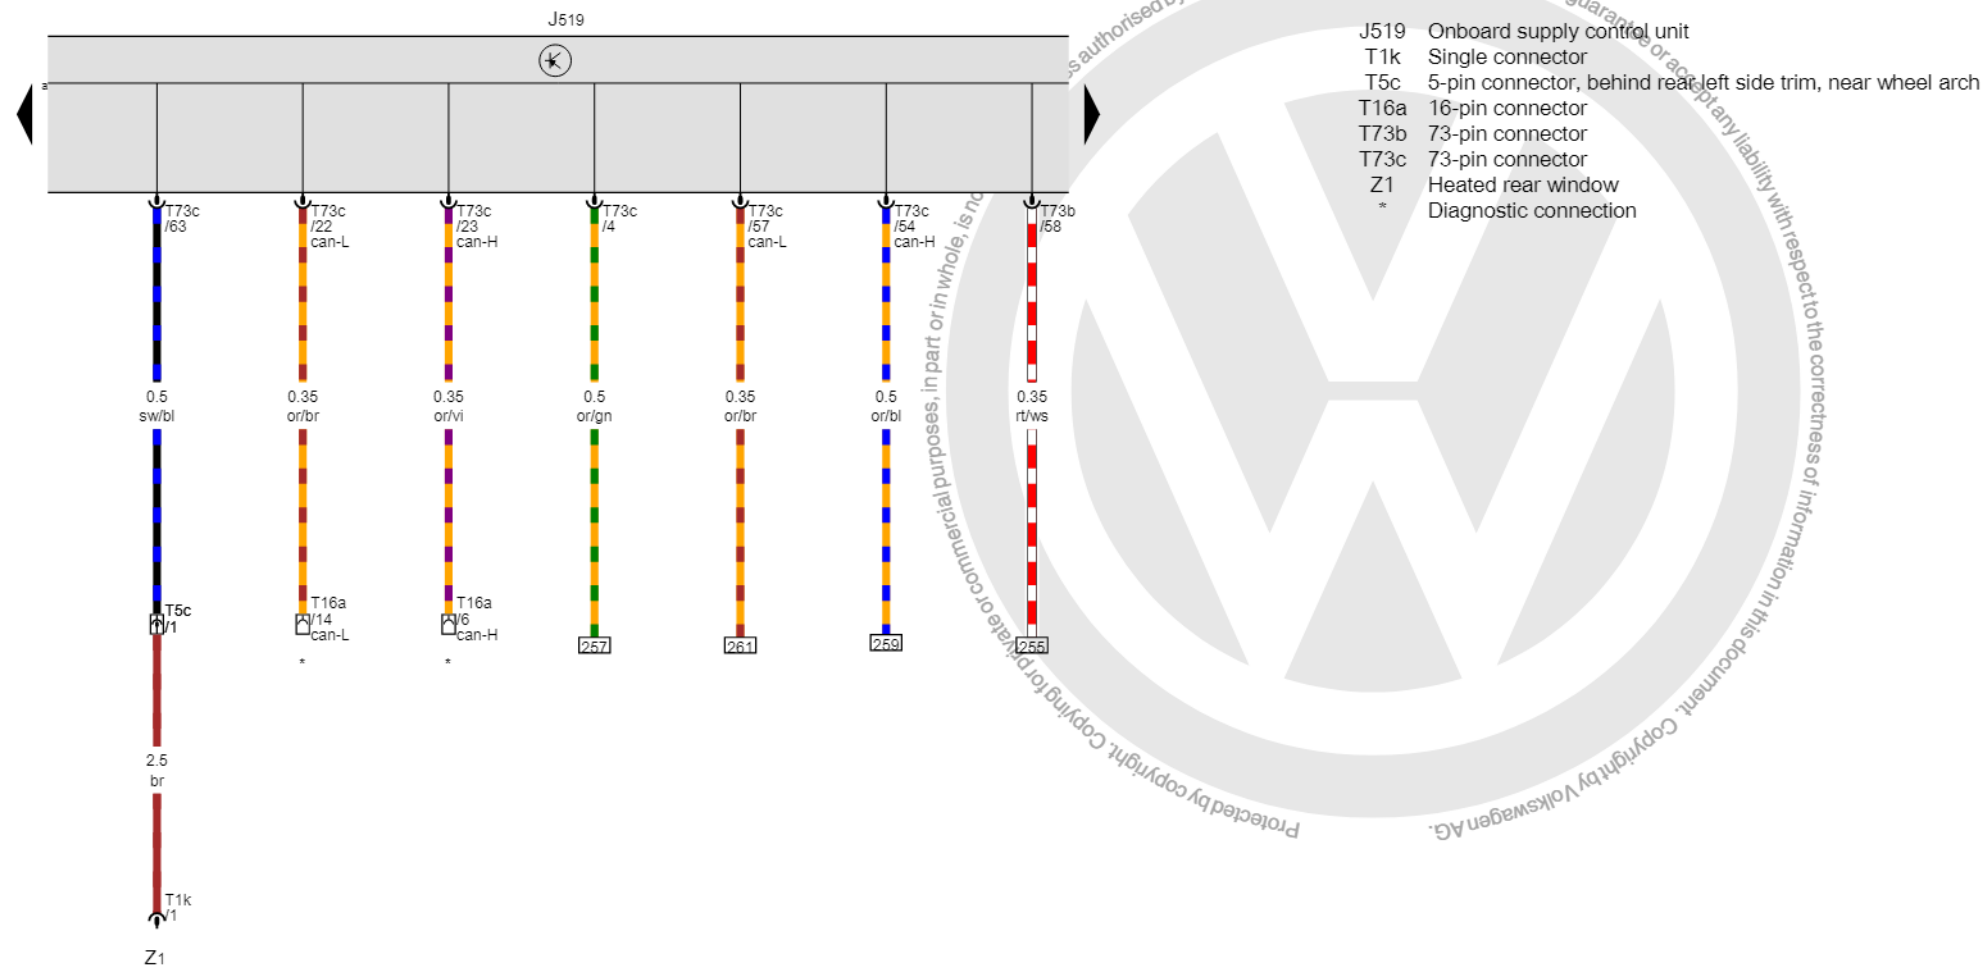 J519
a
T73c
/63
T73c
/22
can-L
T73c
/23
can-H
T73c
/4
T73c
/57
can-L
T73c
/54
can-H
T73b
/58
0.5
sw/bl
0.35
or/br
0.35
or/vi
0.5
or/gn
0.35
or/br
0.5
or/bl
0.35
rt/ws
T5c
/1
T16a
/14
can-L
*
T16a
/6
can-H
*
257
261
259
255
2.5
br
T1k
/1
Z1
J519 Onboard supply control unit
T1k Single connector
T5c 5-pin connector, behind rear left side trim, near wheel arch
T16a 16-pin connector
T73b 73-pin connector
T73c 73-pin connector
Z1 Heated rear window
* Diagnostic connection
Protected by copyright. Copying for private or commercial purposes, in part or in whole, is
authorised by
guarantee or accept any liability with respect to the correctness of information in this document. Copyright by Volkswagen AG.